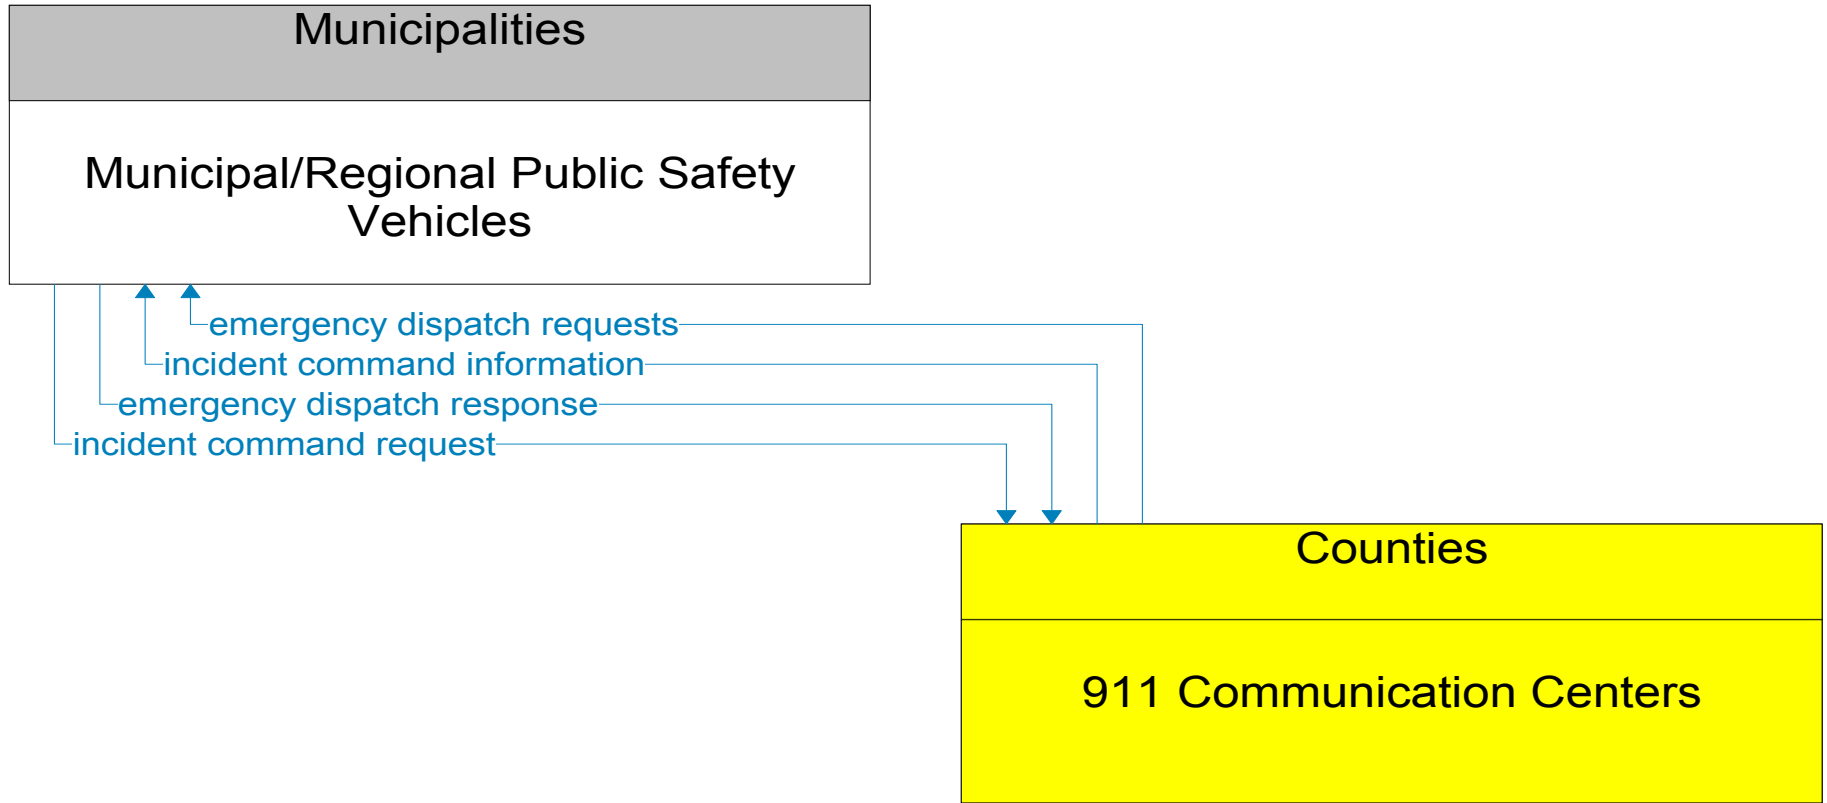 Municipalities
Municipal/Regional Public Safety
Vehicles
emergency dispatch requests
incident command information
emergency dispatch response
incident command request
Counties
911 Communication Centers